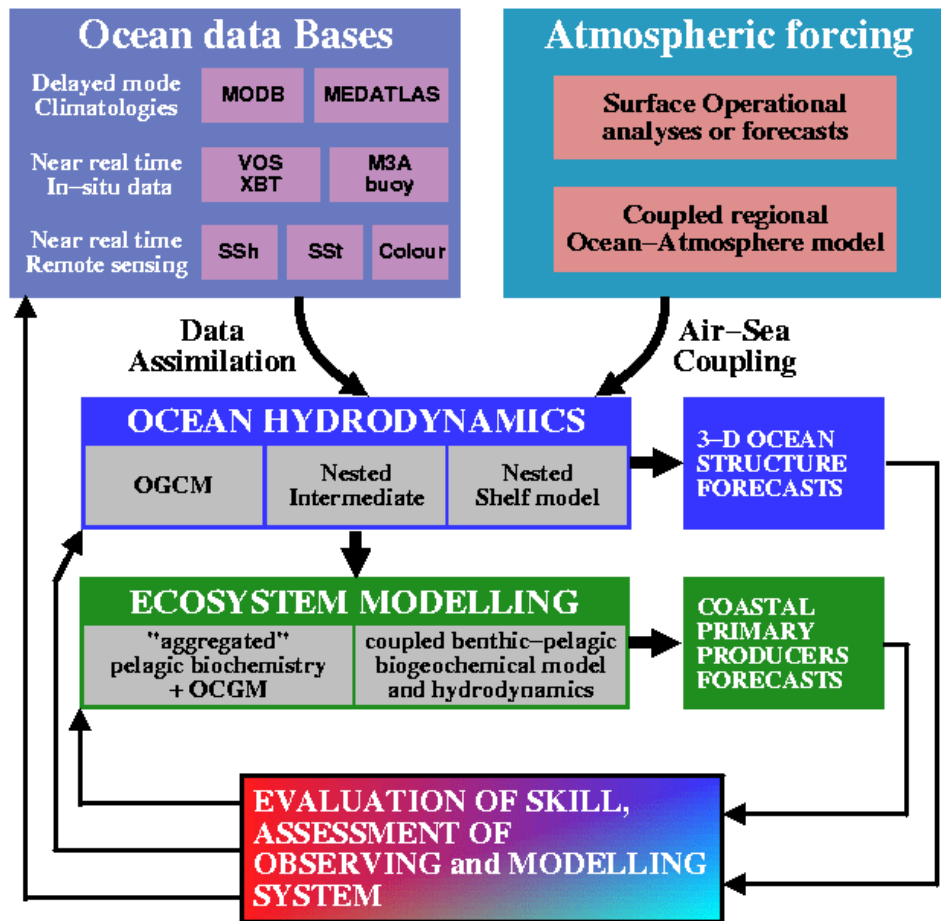 Ocean data Bases
Delayed mode
Climatologies
MODB
MEDATLAS
Near real time
In-situ data
VOS
XBT
M3A
buoy
Near real time
Remote sensing
SSh
SSt
Colour
Atmospheric forcing
Surface Operational
analyses or forecasts
Coupled regional
Ocean-Atmosphere model
Data
Assimilation
Air-Sea
Coupling
OCEAN HYDRODYNAMICS
OGCM
Nested
Intermediate
Nested
Shelf model
3-D OCEAN
STRUCTURE
FORECASTS
ECOSYSTEM MODELLING
"aggregated"
pelagic biochemistry
+ OCGM
coupled benthic-pelagic
biogeochemical model
and hydrodynamics
COASTAL
PRIMARY
PRODUCERS
FORECASTS
EVALUATION OF SKILL,
ASSESSMENT OF
OBSERVING and MODELLING
SYSTEM